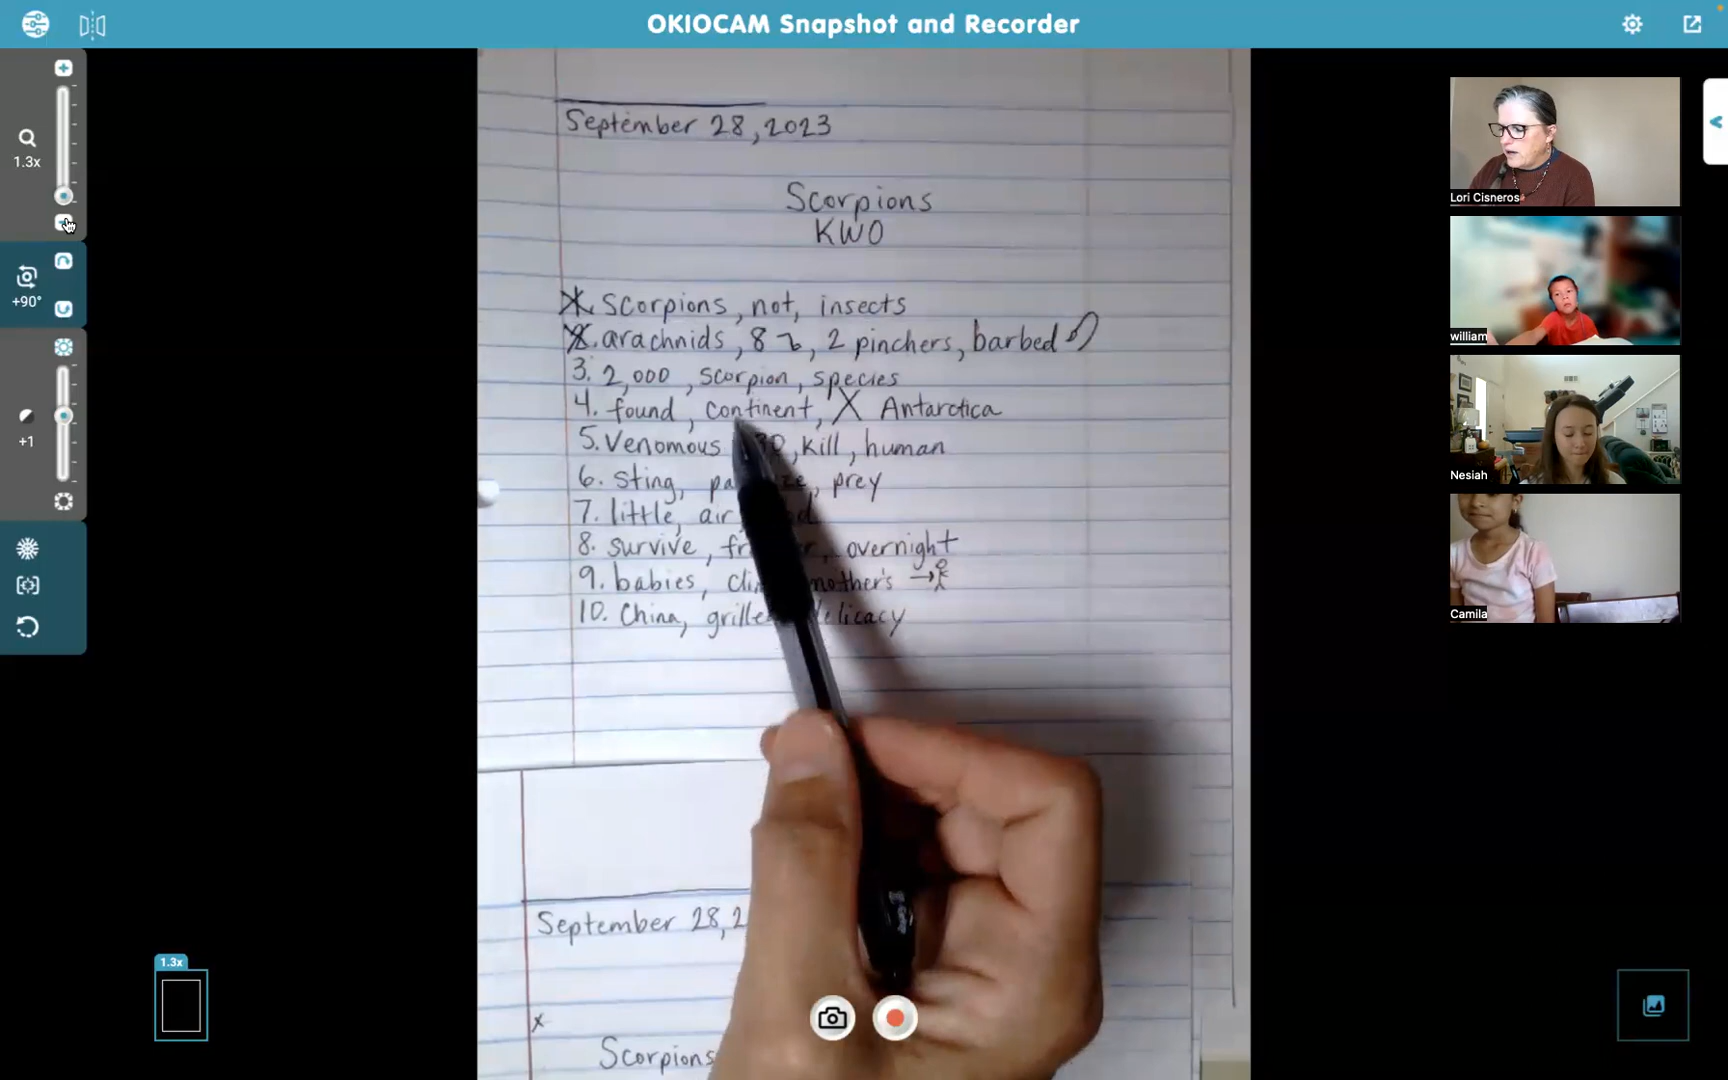 OKIOCAM Snapshot and Recorder
1.3x
+90°
+1
September 28, 2023
Scorpions
KWO
scorpions, not, insects
arachnids, 8, 2 pinchers, barbed
3. 2,000, scorpion, species
4. found, continent, X Antarctica
5. Venomous, kill, human
6. sting, prey
7. little, air
8. survive, overnight
9. babies, mother's →
10. China, delicacy
September 28, 2
x
Scorpions
1.3x
Lori Cisneros
william
Nesiah
Camila